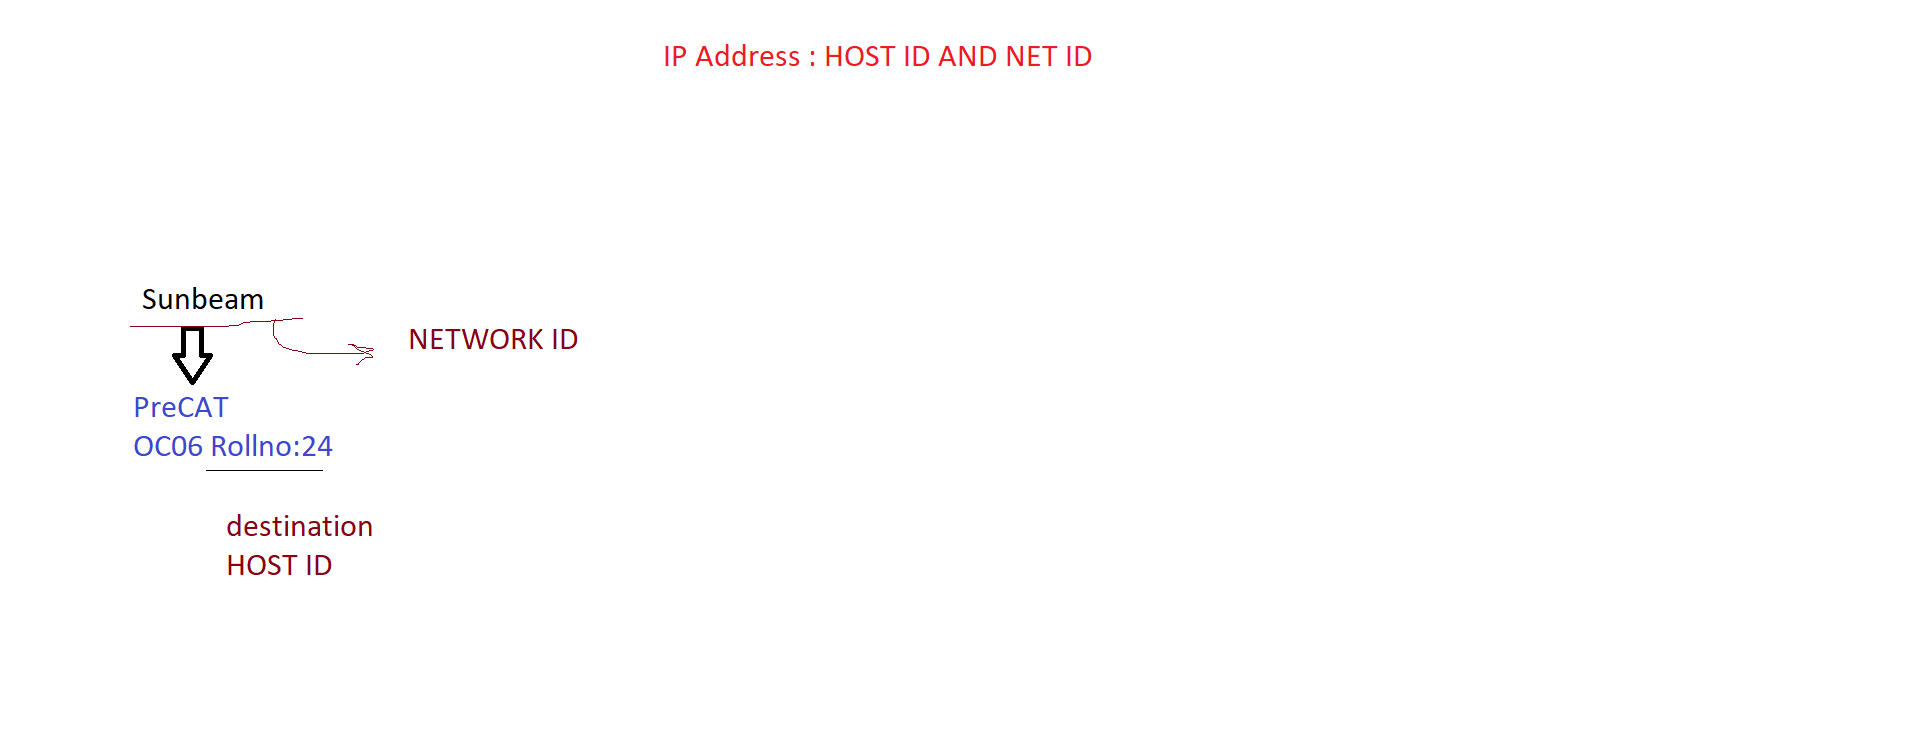 IP Address : HOST ID AND NET ID
Sunbeam
NETWORK ID
PreCAT
OC06 Rollno:24
destination
HOST ID